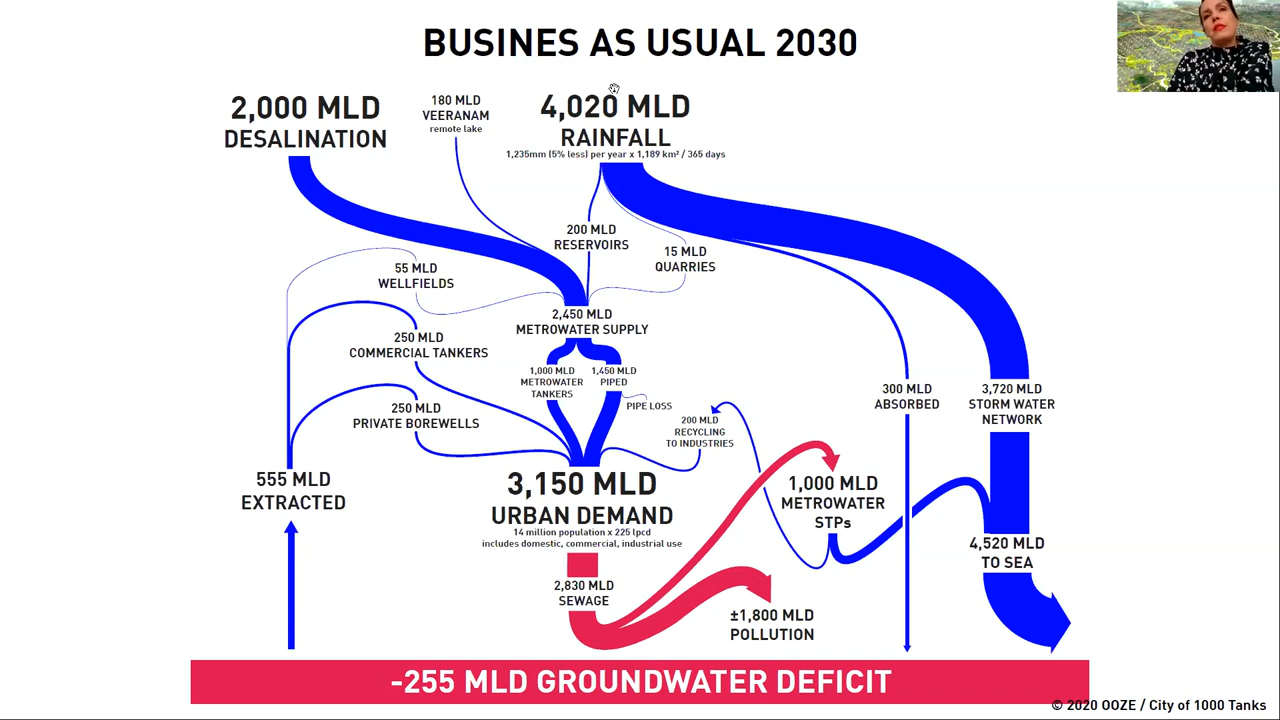 BUSINES AS USUAL 2030
2,000 MLD
DESALINATION
180 MLD
VEERANAM
remote lake
4,020 MLD
RAINFALL
1,235mm (5% less) per year x 1,189 km² / 365 days
200 MLD
RESERVOIRS
15 MLD
QUARRIES
55 MLD
WELLFIELDS
2,450 MLD
METROWATER SUPPLY
250 MLD
COMMERCIAL TANKERS
1,000 MLD
METROWATER
TANKERS
1,450 MLD
PIPED
PIPE LOSS
300 MLD
ABSORBED
3,720 MLD
STORM WATER
NETWORK
250 MLD
PRIVATE BOREWELLS
200 MLD
RECYCLING
TO INDUSTRIES
555 MLD
EXTRACTED
3,150 MLD
URBAN DEMAND
14 million population x 225 lpcd
includes domestic, commercial, industrial use
1,000 MLD
METROWATER
STPs
4,520 MLD
TO SEA
2,830 MLD
SEWAGE
±1,800 MLD
POLLUTION
-255 MLD GROUNDWATER DEFICIT
© 2020 OOZE / City of 1000 Tanks